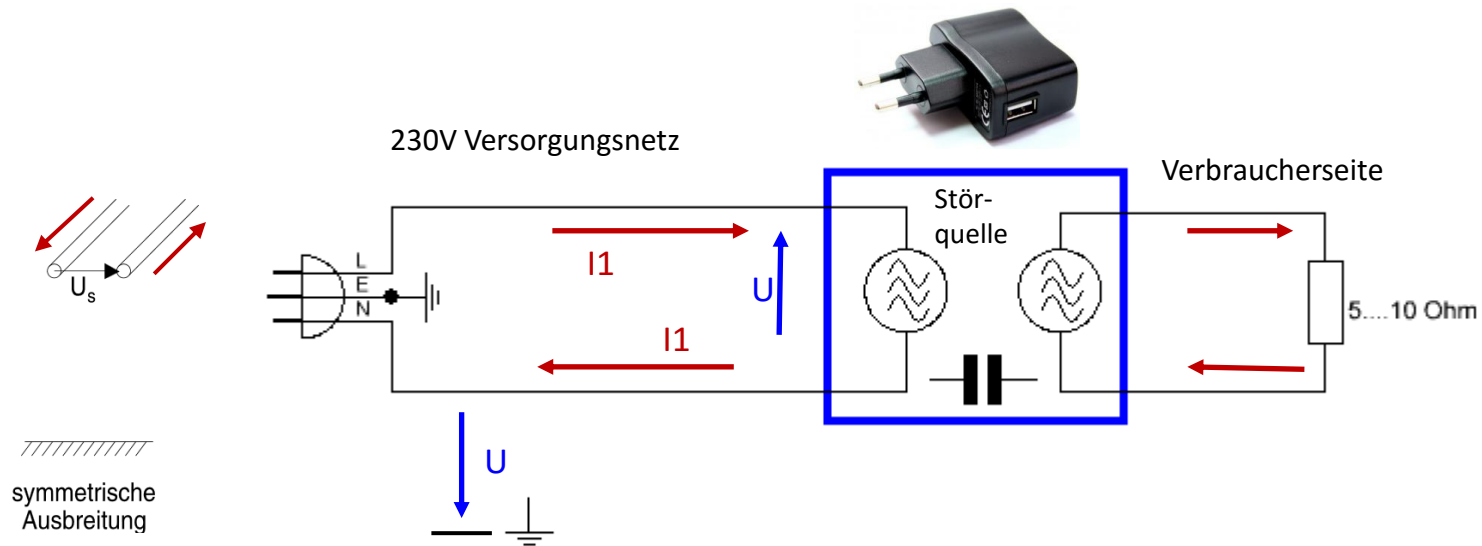 230V Versorgungsnetz
Verbraucherseite
Stör-
quelle
I1
U
L
E
N
Us
I1
5....10 Ohm
U
symmetrische
Ausbreitung